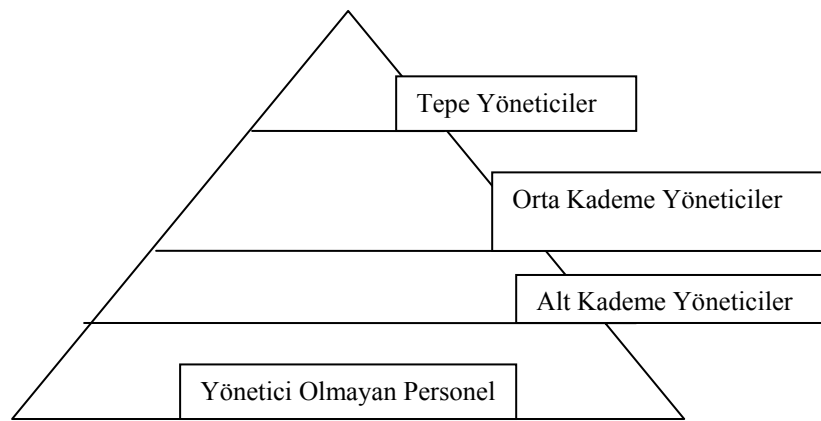 Tepe Yöneticiler
Orta Kademe Yöneticiler
Alt Kademe Yöneticiler
Yönetici Olmayan Personel